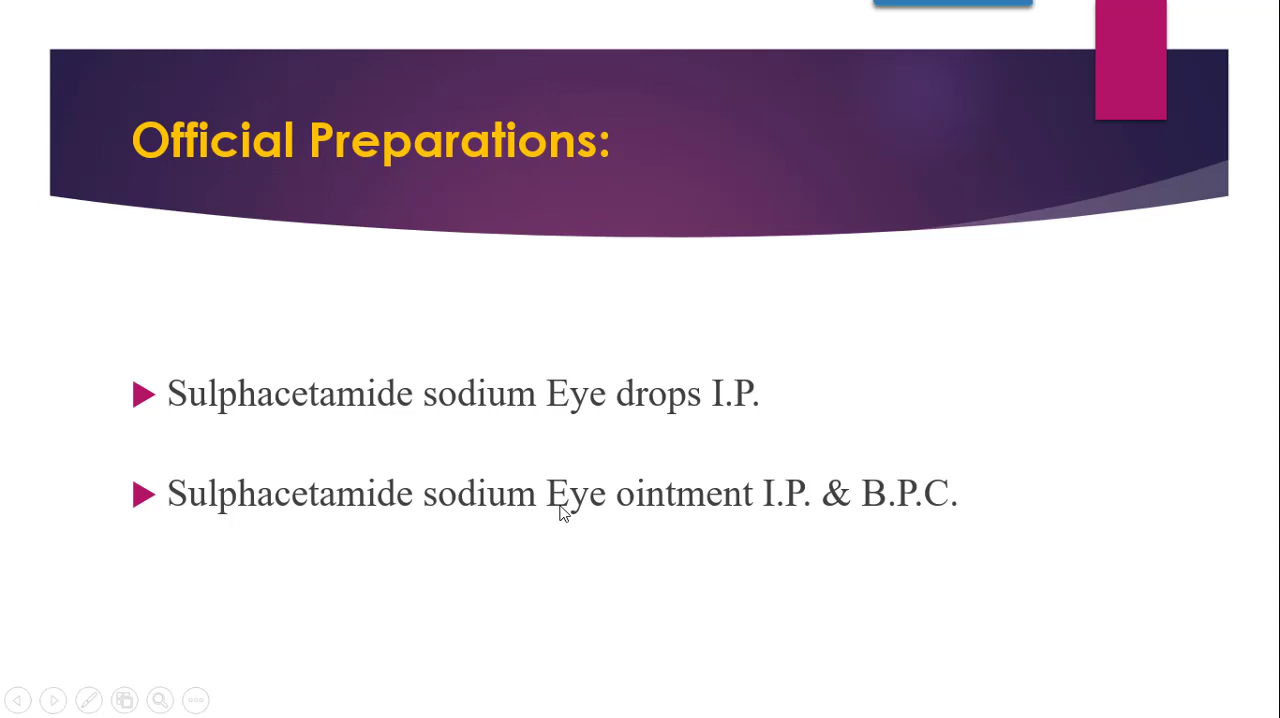 Official Preparations:
Sulphacetamide sodium Eye drops I.P.
Sulphacetamide sodium Eye ointment I.P. & B.P.C.